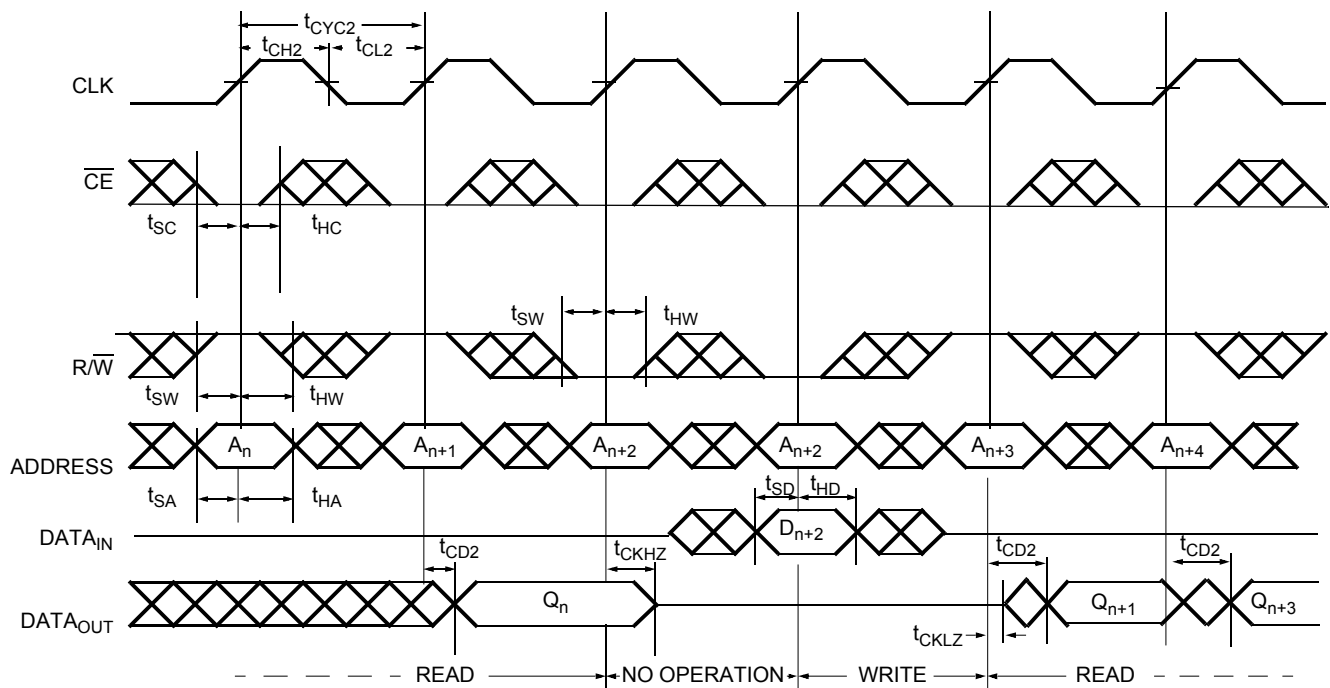 tCYC2
tCH2 tCL2
CLK
CE
tSC tHC
tSW tHW
R/W
tSW tHW
An An+1 An+2 An+2 An+3 An+4
ADDRESS
tSA tHA tSD tHD
DATAIN Dn+2
tCD2 tCKHZ tCD2 tCD2
Qn Qn+1 Qn+3
DATAOUT
tCKLZ
READ NO OPERATION WRITE READ